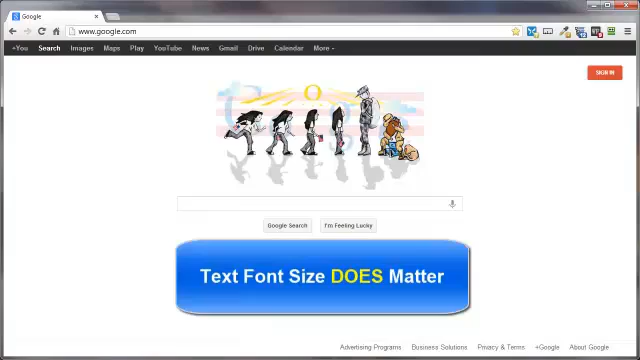 Google
www.google.com
+You Search Images Maps Play YouTube News Gmail Drive Calendar More
SIGN IN
Google Search I'm Feeling Lucky
Text Font Size DOES Matter
Advertising Programs Business Solutions Privacy & Terms +Google About Google